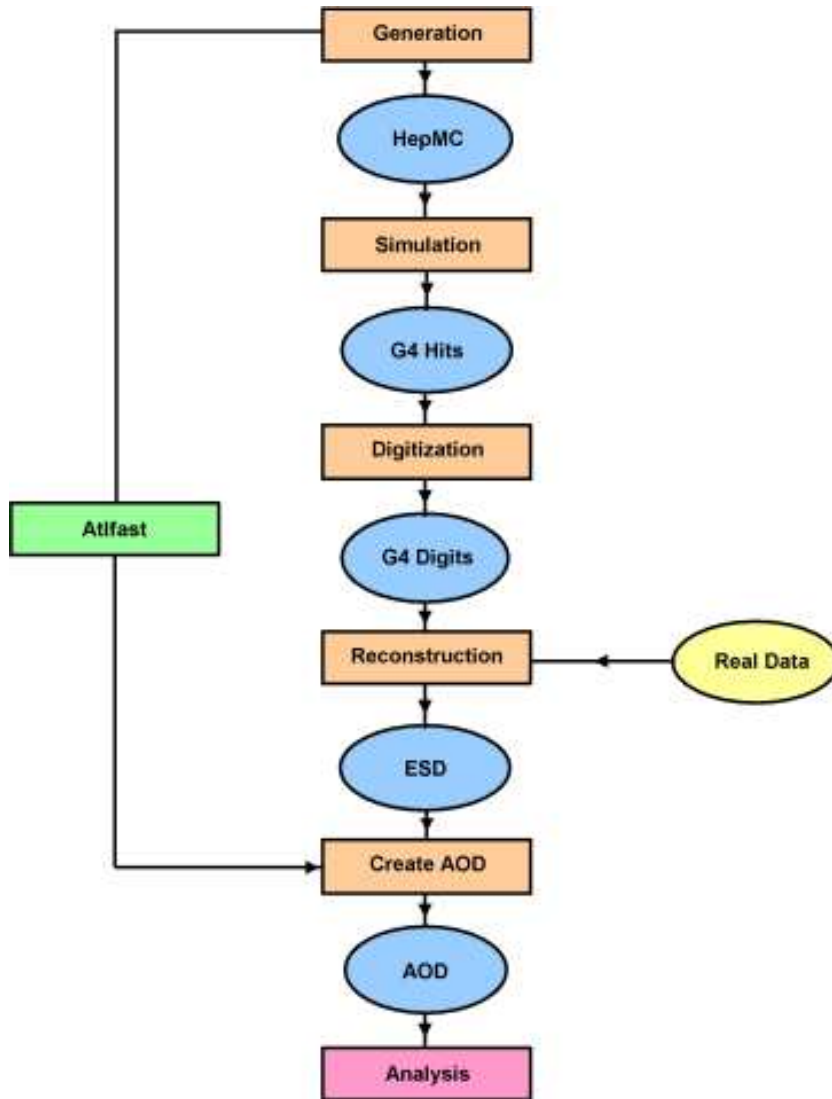 Generation
HepMC
Simulation
G4 Hits
Digitization
Atlfast
G4 Digits
Reconstruction
Real Data
ESD
Create AOD
AOD
Analysis